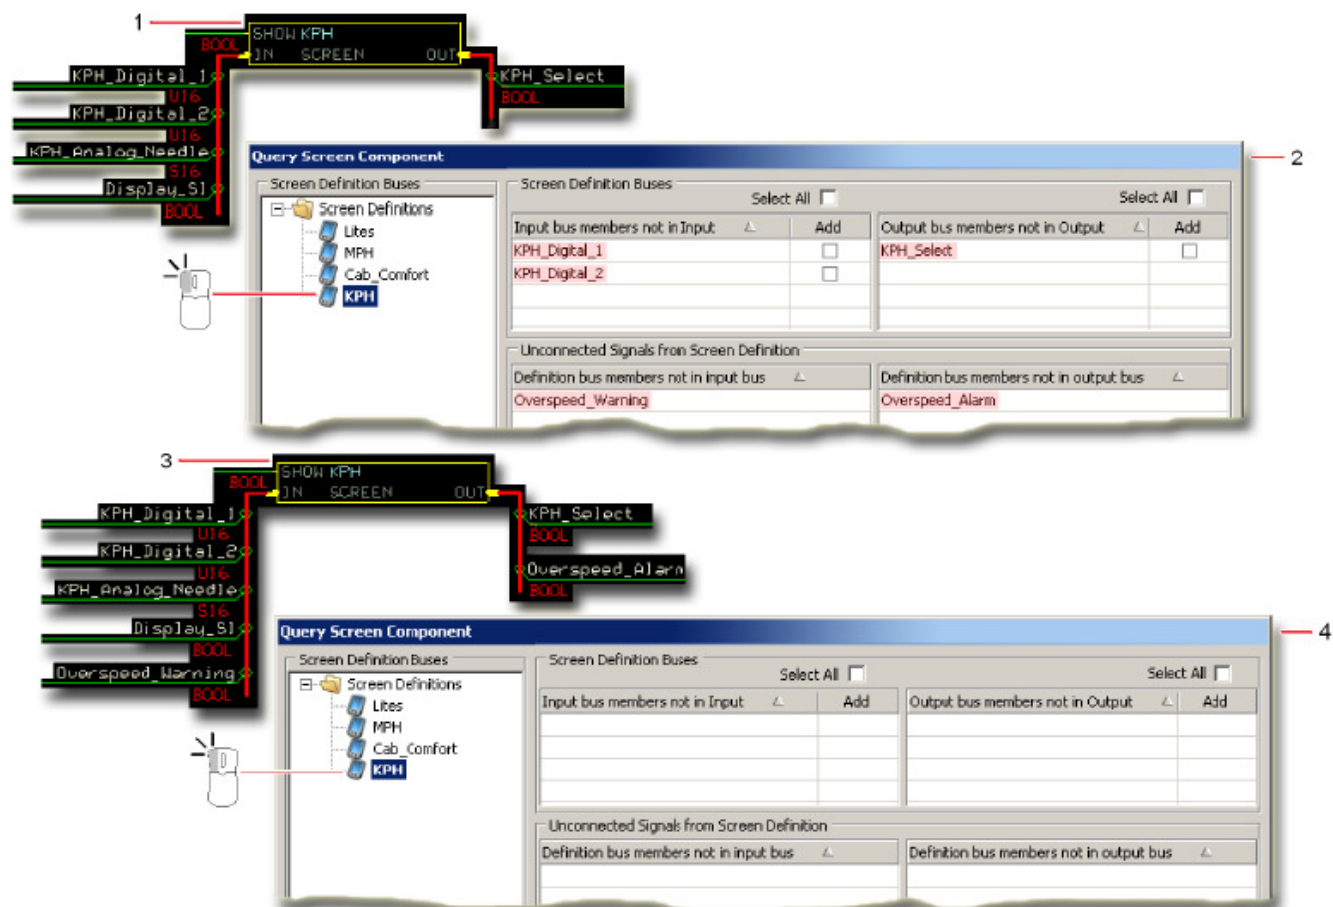 1
SHOW KPH
BOOL
IN SCREEN OUT
KPH_Digital_1
KPH_Select
U16
BOOL
KPH_Digital_2
U16
KPH_Analog_Needle
S16
Display_S1
BOOL
Query Screen Component
2
Screen Definition Buses
Screen Definitions
Lites
MPH
Cab_Comfort
KPH
Screen Definition Buses
Select All
Select All
Input bus members not in Input Add
Output bus members not in Output Add
KPH_Digital_1
KPH_Select
KPH_Digital_2
Unconnected Signals from Screen Definition
Definition bus members not in input bus
Definition bus members not in output bus
Overspeed_Warning
Overspeed_Alarm
3
SHOW KPH
BOOL
IN SCREEN OUT
KPH_Digital_1
KPH_Select
U16
BOOL
KPH_Digital_2
Overspeed_Alarm
U16
BOOL
KPH_Analog_Needle
S16
Display_S1
BOOL
Overspeed_Warning
BOOL
Query Screen Component
4
Screen Definition Buses
Screen Definitions
Lites
MPH
Cab_Comfort
KPH
Screen Definition Buses
Select All
Select All
Input bus members not in Input Add
Output bus members not in Output Add
Unconnected Signals from Screen Definition
Definition bus members not in input bus
Definition bus members not in output bus